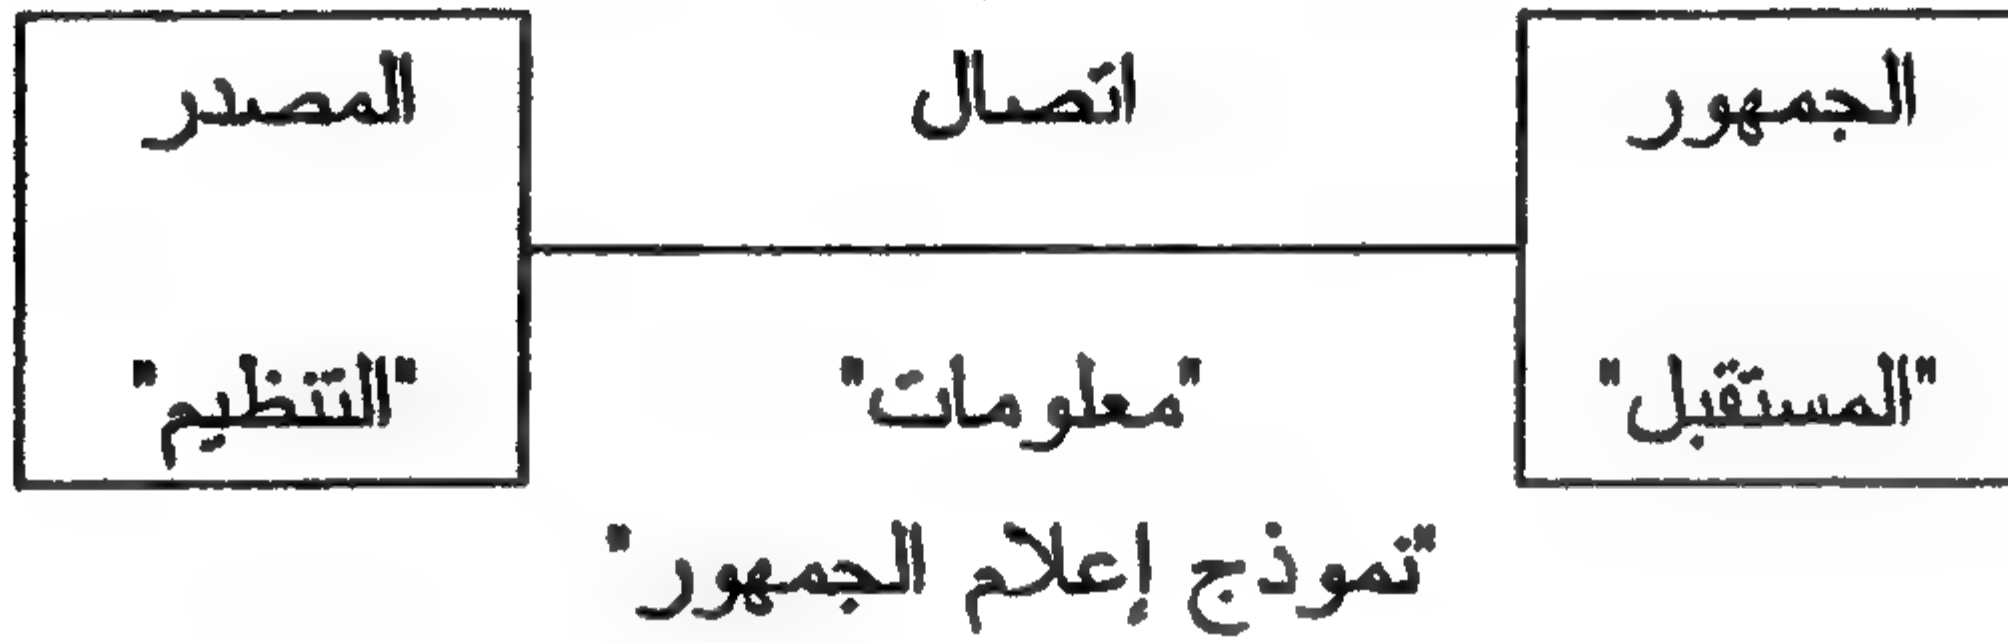 الجمهور اتصال المصدر
"المستقبل" "معلومات" "التنظيم"
"نموذج إعلام الجمهور"